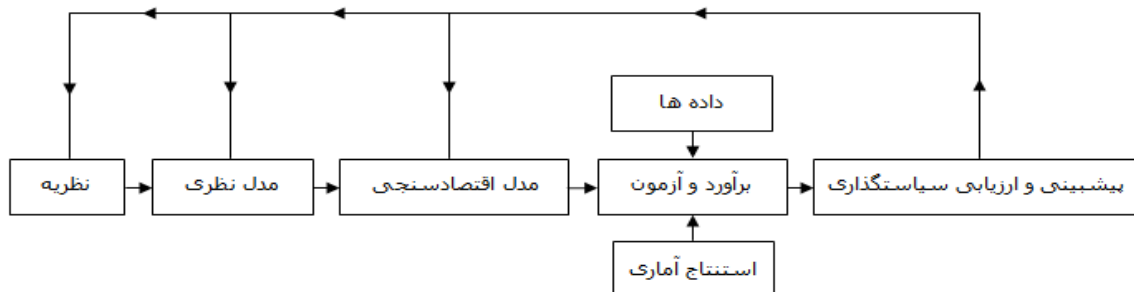 داده ها
نظریه
مدل نظری
مدل اقتصادسنجی
برآورد و آزمون
پیشبینی و ارزیابی سیاستگذاری
استنتاج آماری